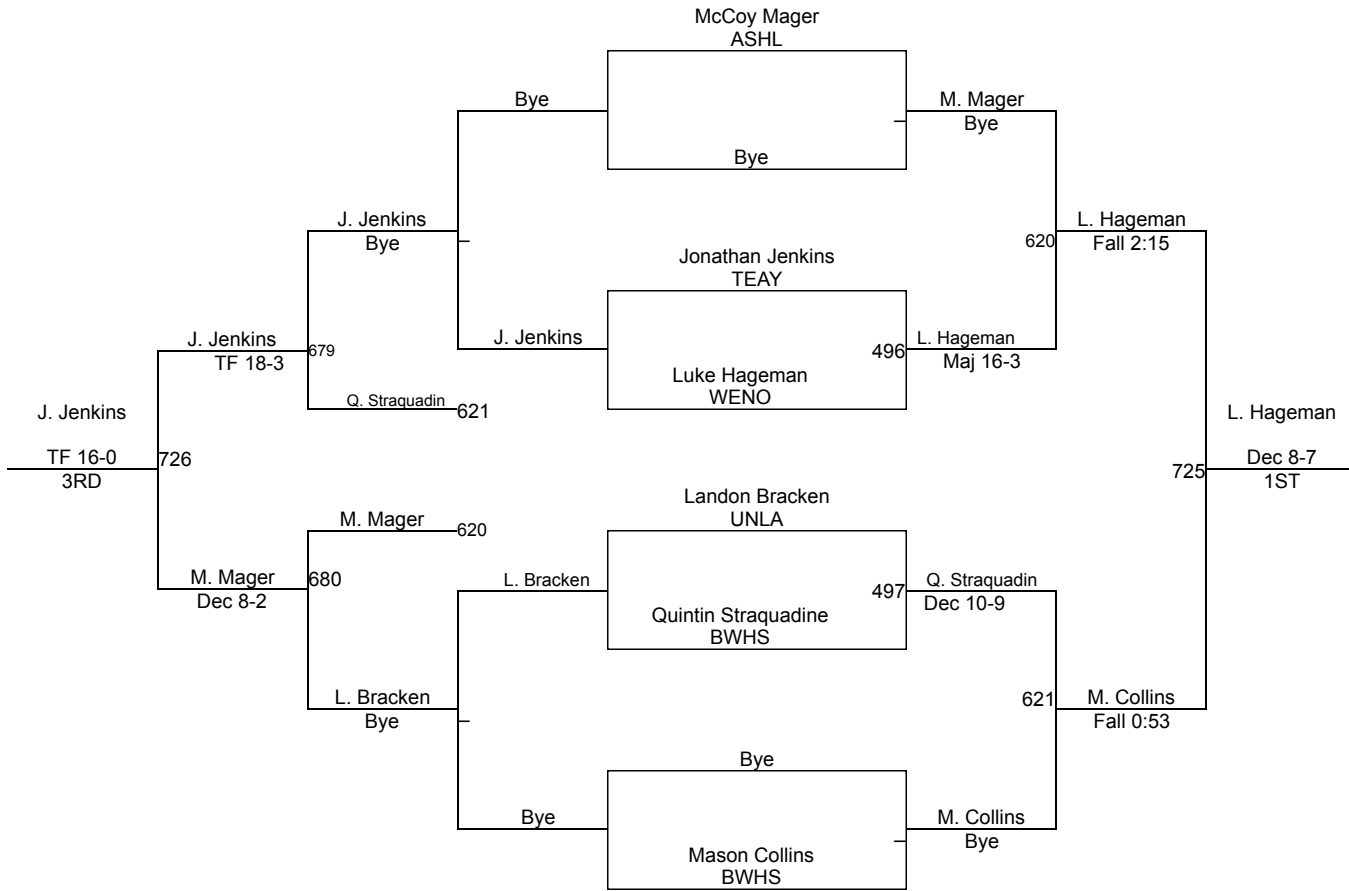 McCoy Mager
ASHL
Bye
M. Mager
Bye
Bye
J. Jenkins
Bye
L. Hageman
Fall 2:15
620
Jonathan Jenkins
TEAY
J. Jenkins
TF 18-3
679
J. Jenkins
496
L. Hageman
Maj 16-3
Luke Hageman
WENO
Q. Straquadin
621
J. Jenkins
TF 16-0
3RD
726
L. Hageman
Dec 8-7
1ST
725
Landon Bracken
UNLA
M. Mager
620
M. Mager
Dec 8-2
680
L. Bracken
497
Q. Straquadin
Dec 10-9
Quintin Straquadine
BWHS
L. Bracken
Bye
621
M. Collins
Fall 0:53
Bye
Bye
M. Collins
Bye
Mason Collins
BWHS